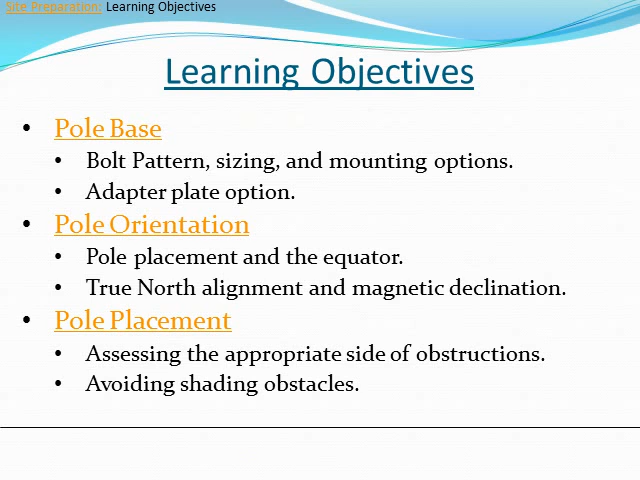 Site Preparation: Learning Objectives
Learning Objectives
• Pole Base
• Bolt Pattern, sizing, and mounting options.
• Adapter plate option.
• Pole Orientation
• Pole placement and the equator.
• True North alignment and magnetic declination.
• Pole Placement
• Assessing the appropriate side of obstructions.
• Avoiding shading obstacles.